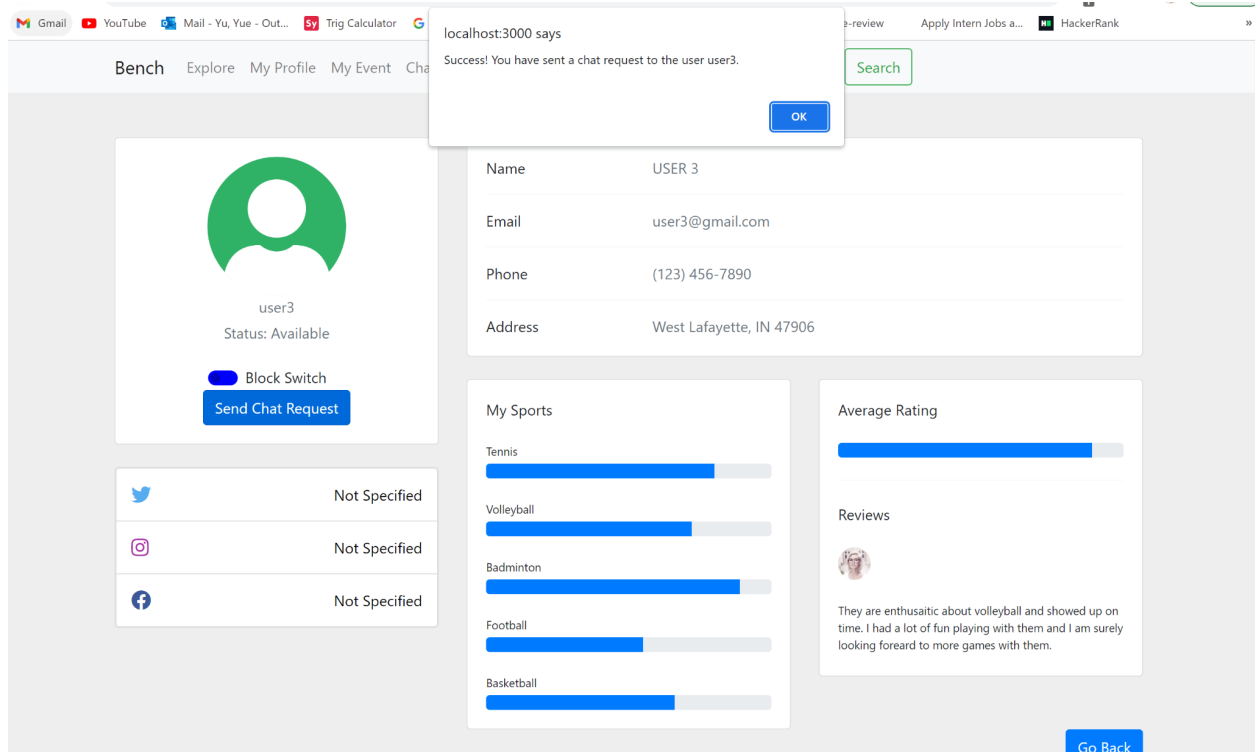 Gmail YouTube Mail - Yu, Yue - Out... Sy Trig Calculator G e-review Apply Intern Jobs a... HackerRank »
localhost:3000 says
Success! You have sent a chat request to the user user3.
OK
Bench Explore My Profile My Event Cha Search
user3
Status: Available
Block Switch
Send Chat Request
Not Specified
Not Specified
Not Specified
Name USER 3
Email user3@gmail.com
Phone (123) 456-7890
Address West Lafayette, IN 47906
My Sports
Tennis
Volleyball
Badminton
Football
Basketball
Average Rating
Reviews
They are enthusaitic about volleyball and showed up on
time. I had a lot of fun playing with them and I am surely
looking foreard to more games with them.
Go Back